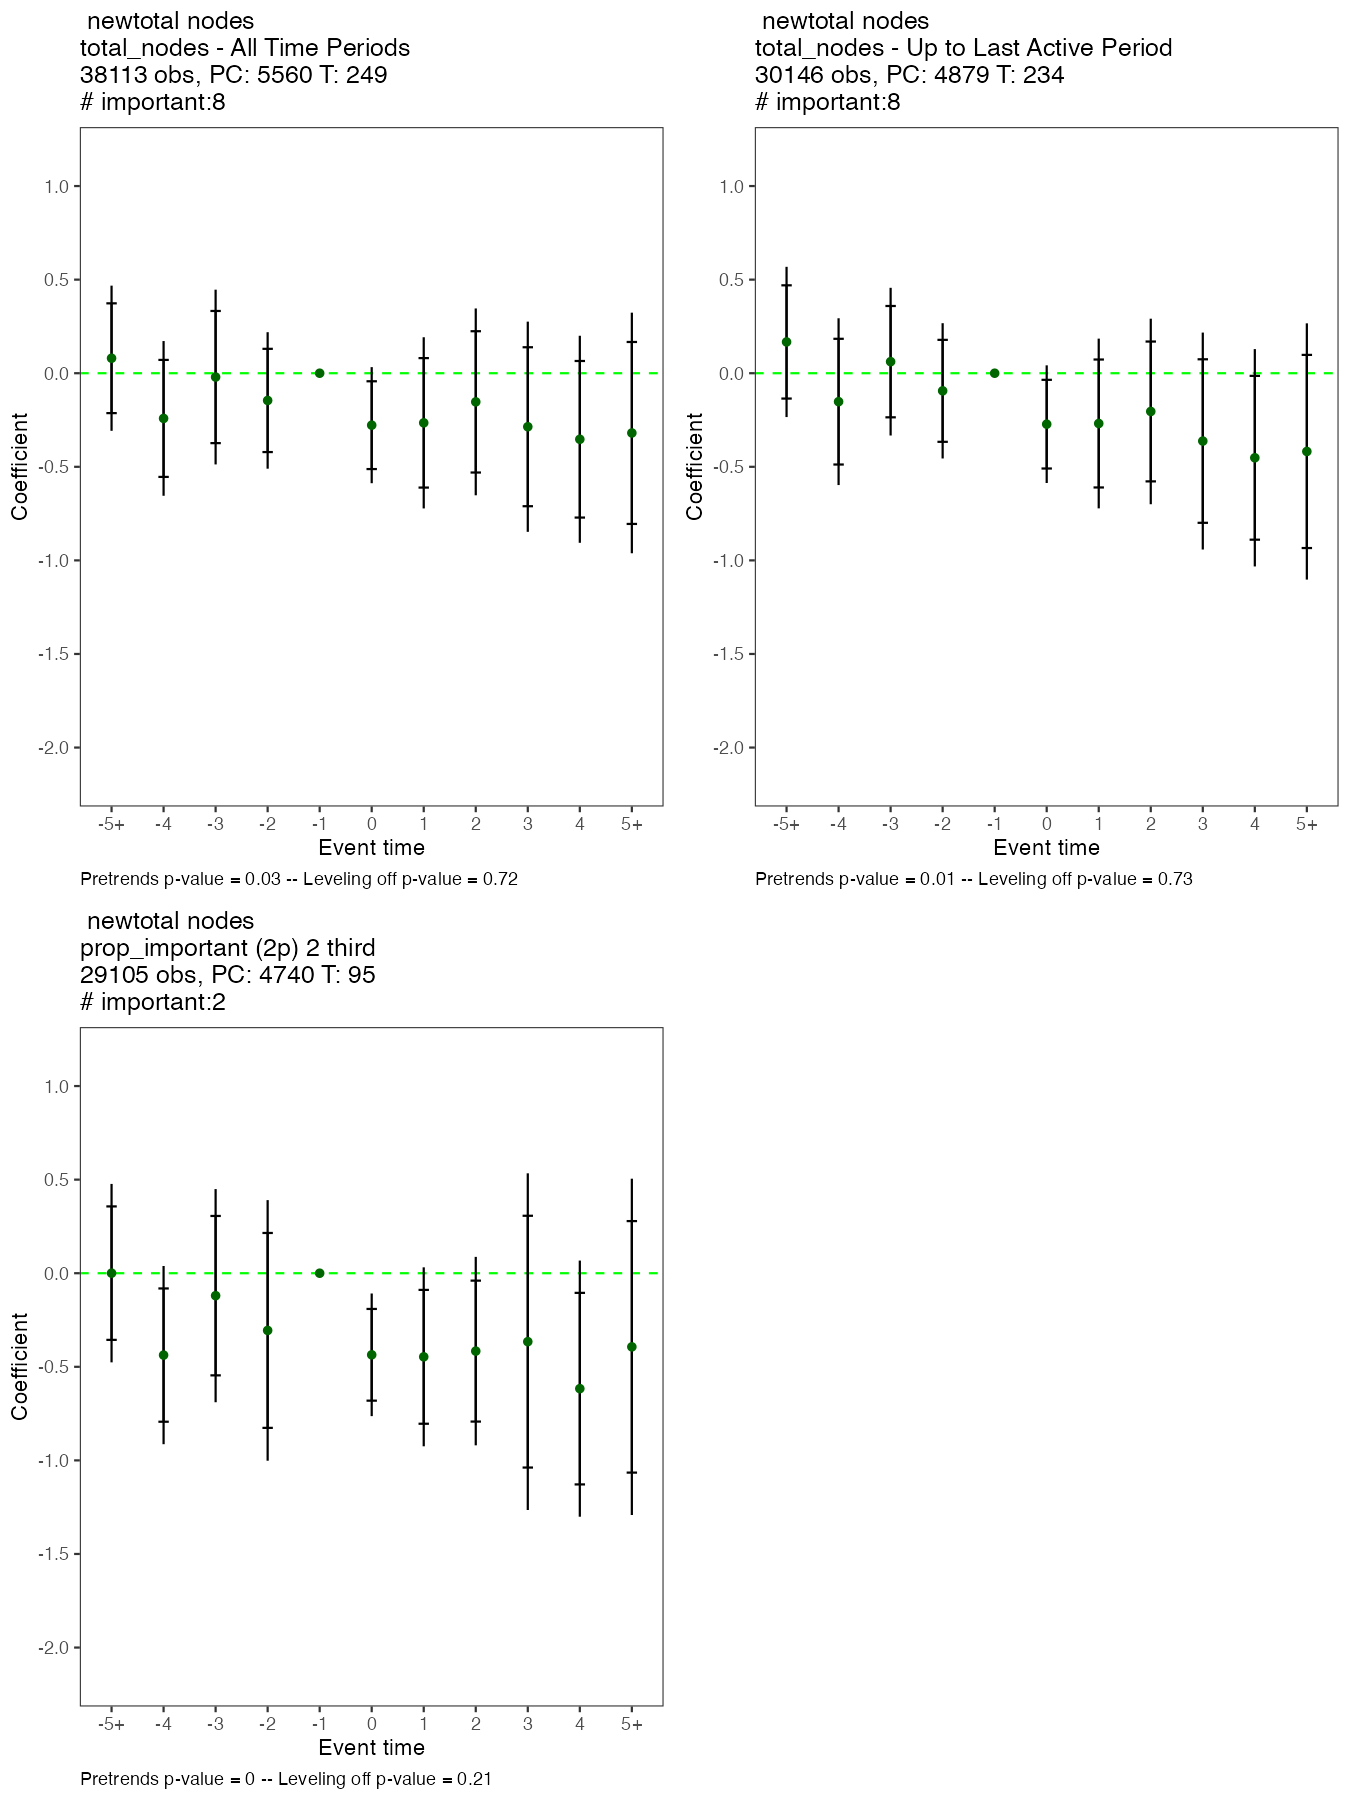 newtotal nodes
total_nodes - All Time Periods
38113 obs, PC: 5560 T: 249
# important:8
1.0
0.5
0.0
-0.5
-1.0
-1.5
-2.0
Coefficient
-5+ -4 -3 -2 -1 0 1 2 3 4 5+
Event time
Pretrends p-value = 0.03 -- Leveling off p-value = 0.72
newtotal nodes
total_nodes - Up to Last Active Period
30146 obs, PC: 4879 T: 234
# important:8
1.0
0.5
0.0
-0.5
-1.0
-1.5
-2.0
Coefficient
-5+ -4 -3 -2 -1 0 1 2 3 4 5+
Event time
Pretrends p-value = 0.01 -- Leveling off p-value = 0.73
newtotal nodes
prop_important (2p) 2 third
29105 obs, PC: 4740 T: 95
# important:2
1.0
0.5
0.0
-0.5
-1.0
-1.5
-2.0
Coefficient
-5+ -4 -3 -2 -1 0 1 2 3 4 5+
Event time
Pretrends p-value = 0 -- Leveling off p-value = 0.21